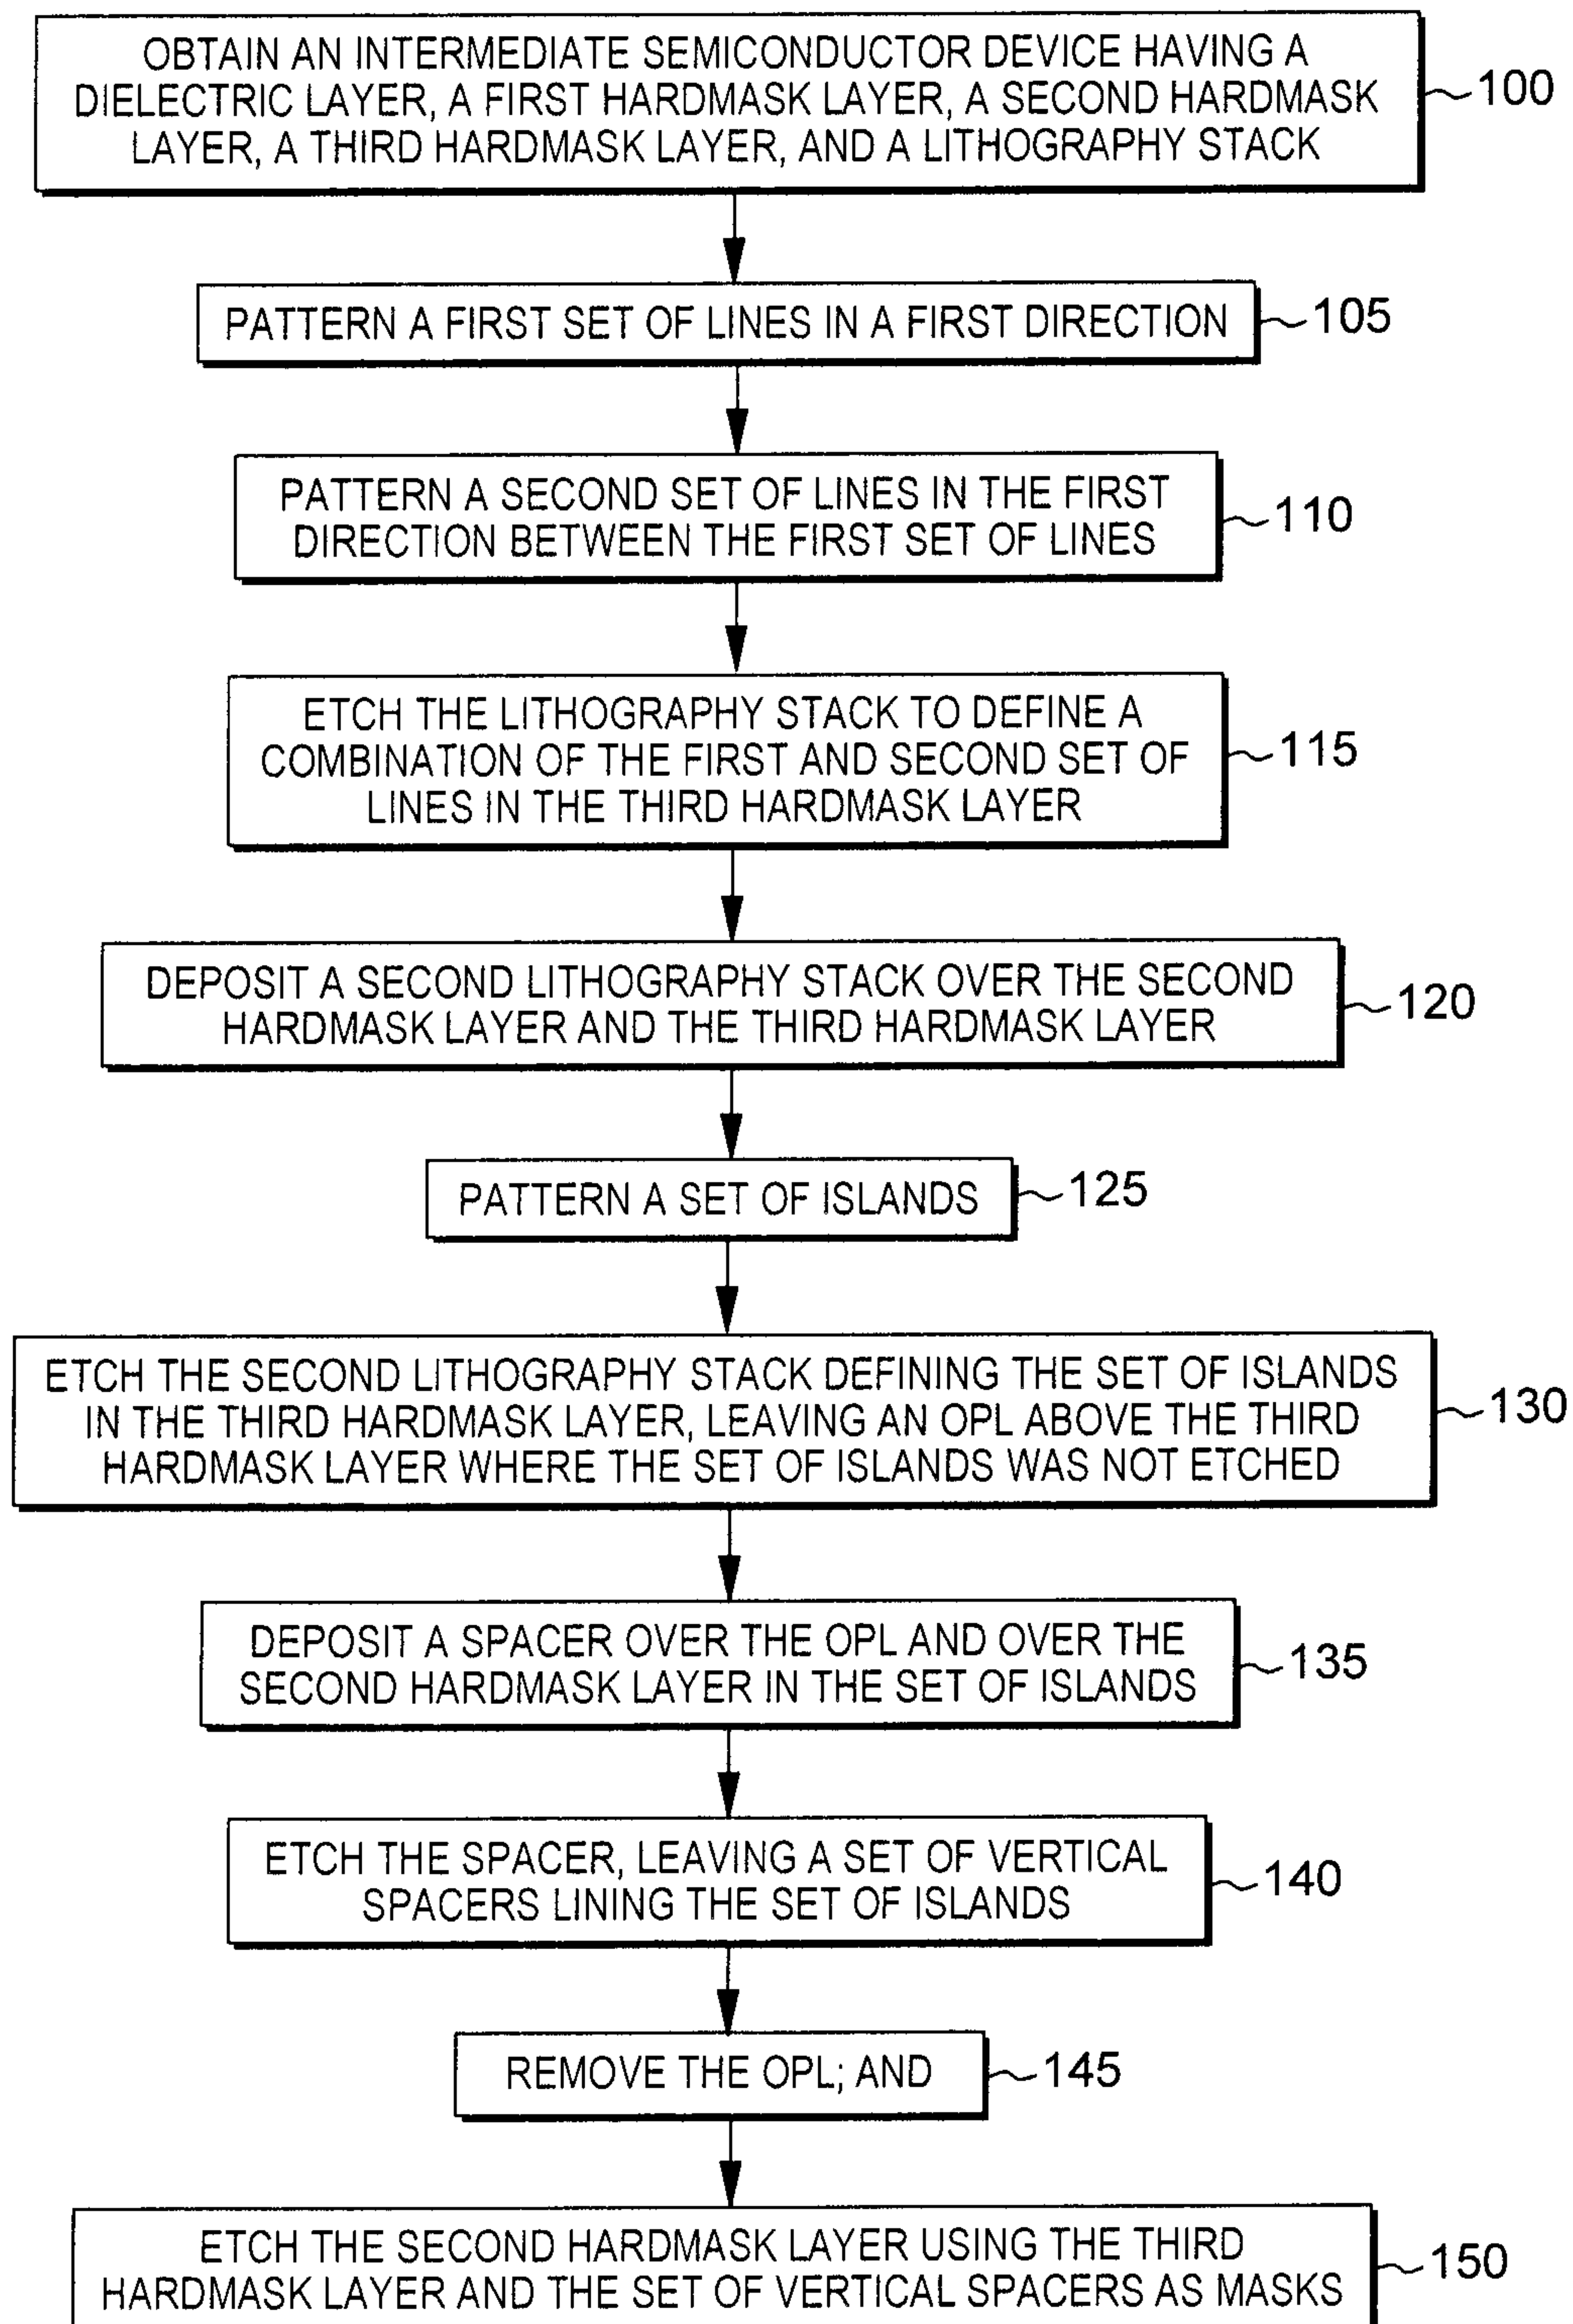 OBTAIN AN INTERMEDIATE SEMICONDUCTOR DEVICE HAVING A
DIELECTRIC LAYER, A FIRST HARDMASK LAYER, A SECOND HARDMASK
LAYER, A THIRD HARDMASK LAYER, AND A LITHOGRAPHY STACK
100
PATTERN A FIRST SET OF LINES IN A FIRST DIRECTION
105
PATTERN A SECOND SET OF LINES IN THE FIRST
DIRECTION BETWEEN THE FIRST SET OF LINES
110
ETCH THE LITHOGRAPHY STACK TO DEFINE A
COMBINATION OF THE FIRST AND SECOND SET OF
LINES IN THE THIRD HARDMASK LAYER
115
DEPOSIT A SECOND LITHOGRAPHY STACK OVER THE SECOND
HARDMASK LAYER AND THE THIRD HARDMASK LAYER
120
PATTERN A SET OF ISLANDS
125
ETCH THE SECOND LITHOGRAPHY STACK DEFINING THE SET OF ISLANDS
IN THE THIRD HARDMASK LAYER, LEAVING AN OPL ABOVE THE THIRD
HARDMASK LAYER WHERE THE SET OF ISLANDS WAS NOT ETCHED
130
DEPOSIT A SPACER OVER THE OPL AND OVER THE
SECOND HARDMASK LAYER IN THE SET OF ISLANDS
135
ETCH THE SPACER, LEAVING A SET OF VERTICAL
SPACERS LINING THE SET OF ISLANDS
140
REMOVE THE OPL; AND
145
ETCH THE SECOND HARDMASK LAYER USING THE THIRD
HARDMASK LAYER AND THE SET OF VERTICAL SPACERS AS MASKS
150